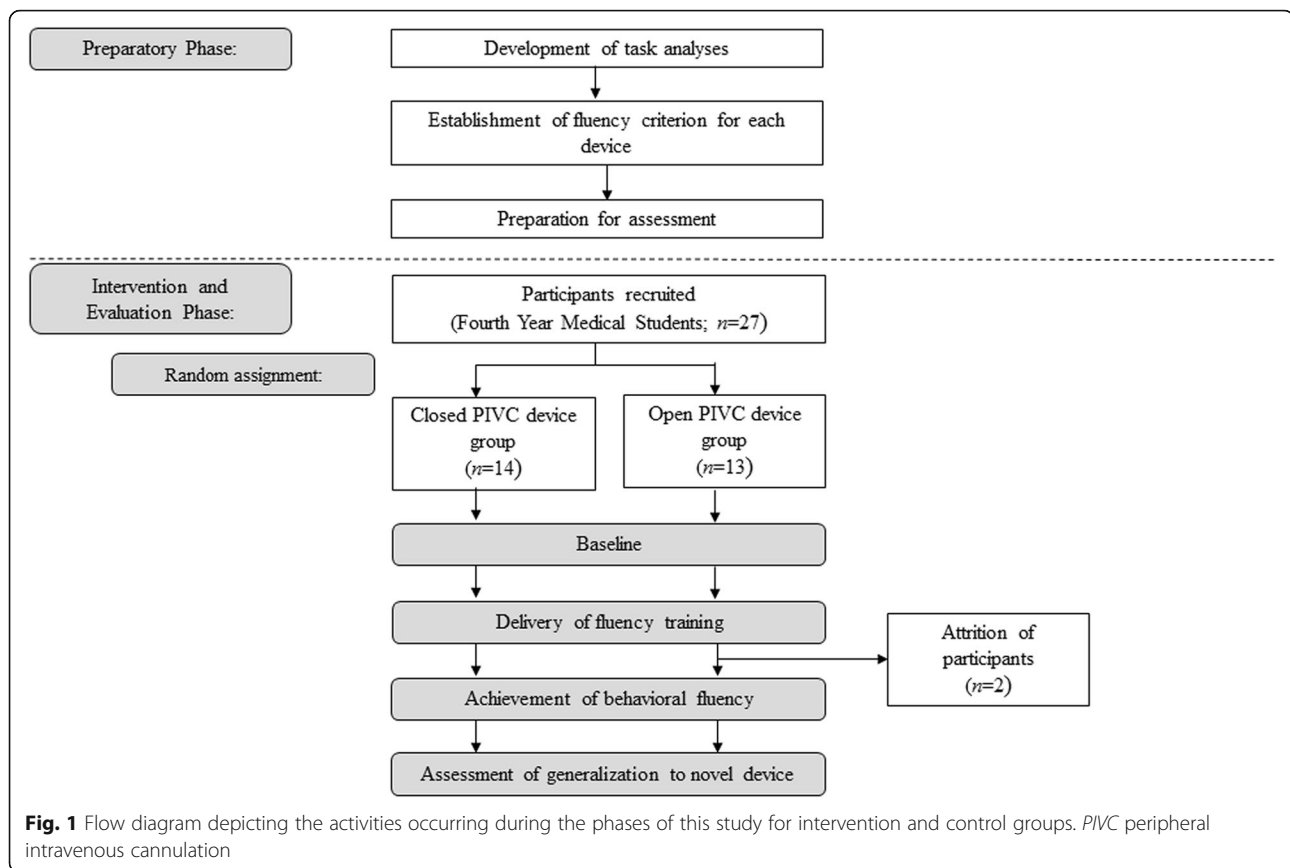 Preparatory Phase:
Development of task analyses
Establishment of fluency criterion for each
device
Preparation for assessment
Intervention and
Evaluation Phase:
Participants recruited
(Fourth Year Medical Students; n=27)
Random assignment:
Closed PIVC device
group
(n=14)
Open PIVC device
group
(n=13)
Baseline
Delivery of fluency training
Attrition of
participants
(n=2)
Achievement of behavioral fluency
Assessment of generalization to novel device
Fig. 1 Flow diagram depicting the activities occurring during the phases of this study for intervention and control groups. PIVC peripheral
intravenous cannulation